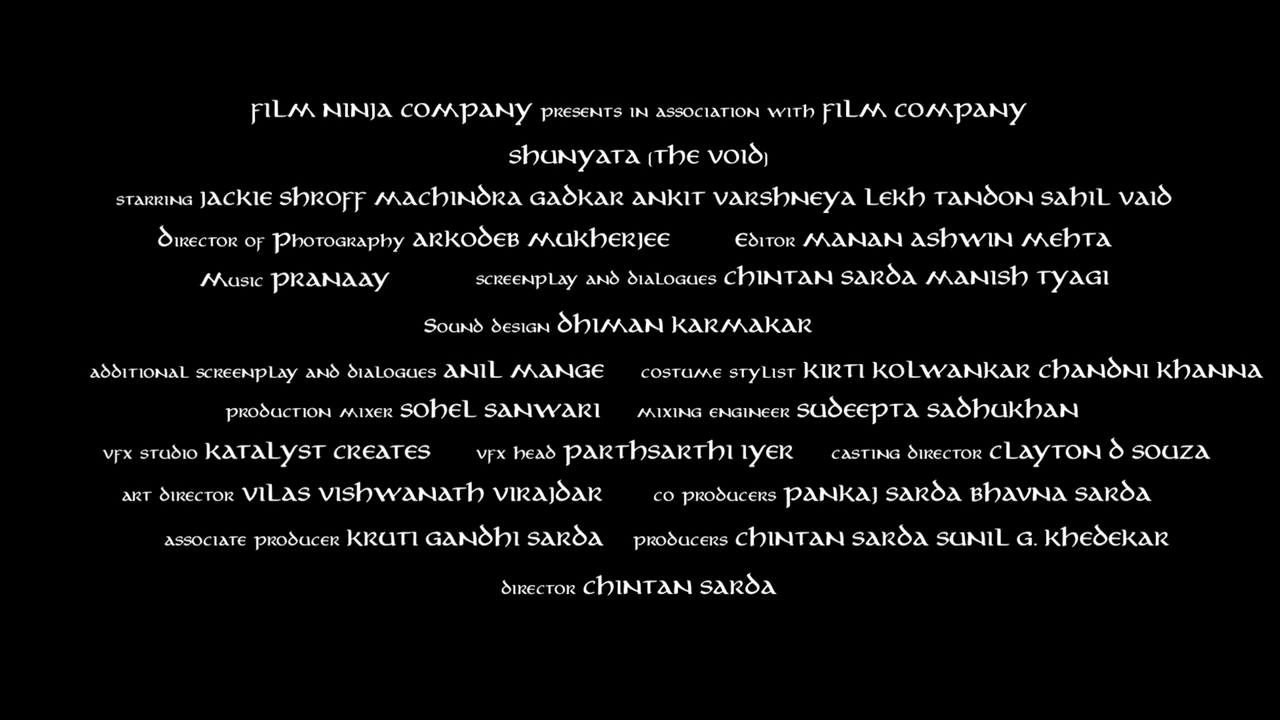 FILM NINJA COMPANY PRESENTS IN ASSOCIATION WITH FILM COMPANY
SHUNYATA (THE VOID)
STARRING JACKIE SHROFF MACHINDRA GADKAR ANKIT VARSHNEYA LEKH TANDON SAHIL VAID
DIRECTOR OF PHOTOGRAPHY ARKODEB MUKHERJEE EDITOR MANAN ASHWIN MEHTA
MUSIC PRANAAY SCREENPLAY AND DIALOGUES CHINTAN SARDA MANISH TYAGI
SOUND DESIGN DHIMAN KARMAKAR
ADDITIONAL SCREENPLAY AND DIALOGUES ANIL MANGE COSTUME STYLIST KIRTI KOLWANKAR CHANDNI KHANNA
PRODUCTION MIXER SOHEL SANWARI MIXING ENGINEER SUDEEPTA SADHUKHAN
VFX STUDIO KATALYST CREATES VFX HEAD PARTHSARTHI IYER CASTING DIRECTOR CLAYTON D SOUZA
ART DIRECTOR VILAS VISHWANATH VIRAJDAR CO PRODUCERS PANKAJ SARDA BHAVNA SARDA
ASSOCIATE PRODUCER KRUTI GANDHI SARDA PRODUCERS CHINTAN SARDA SUNIL G. KHEDEKAR
DIRECTOR CHINTAN SARDA